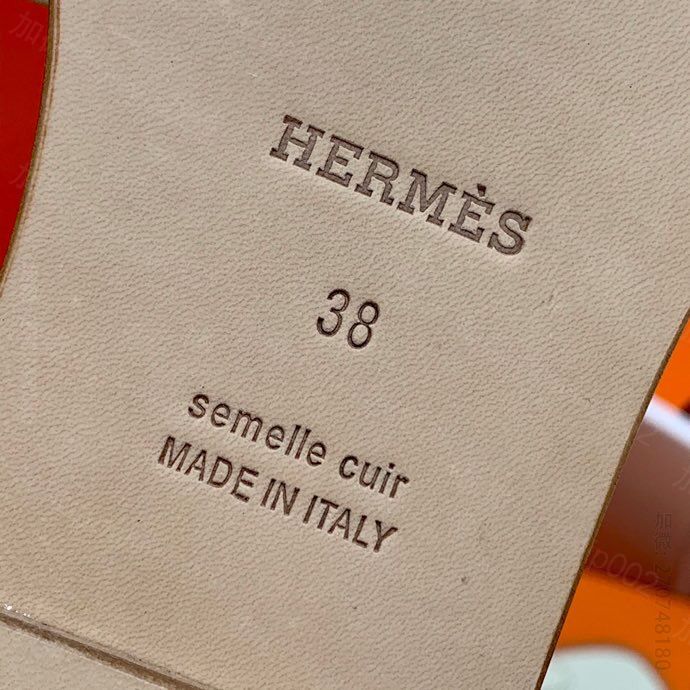 HERMÈS
38
semelle cuir
MADE IN ITALY